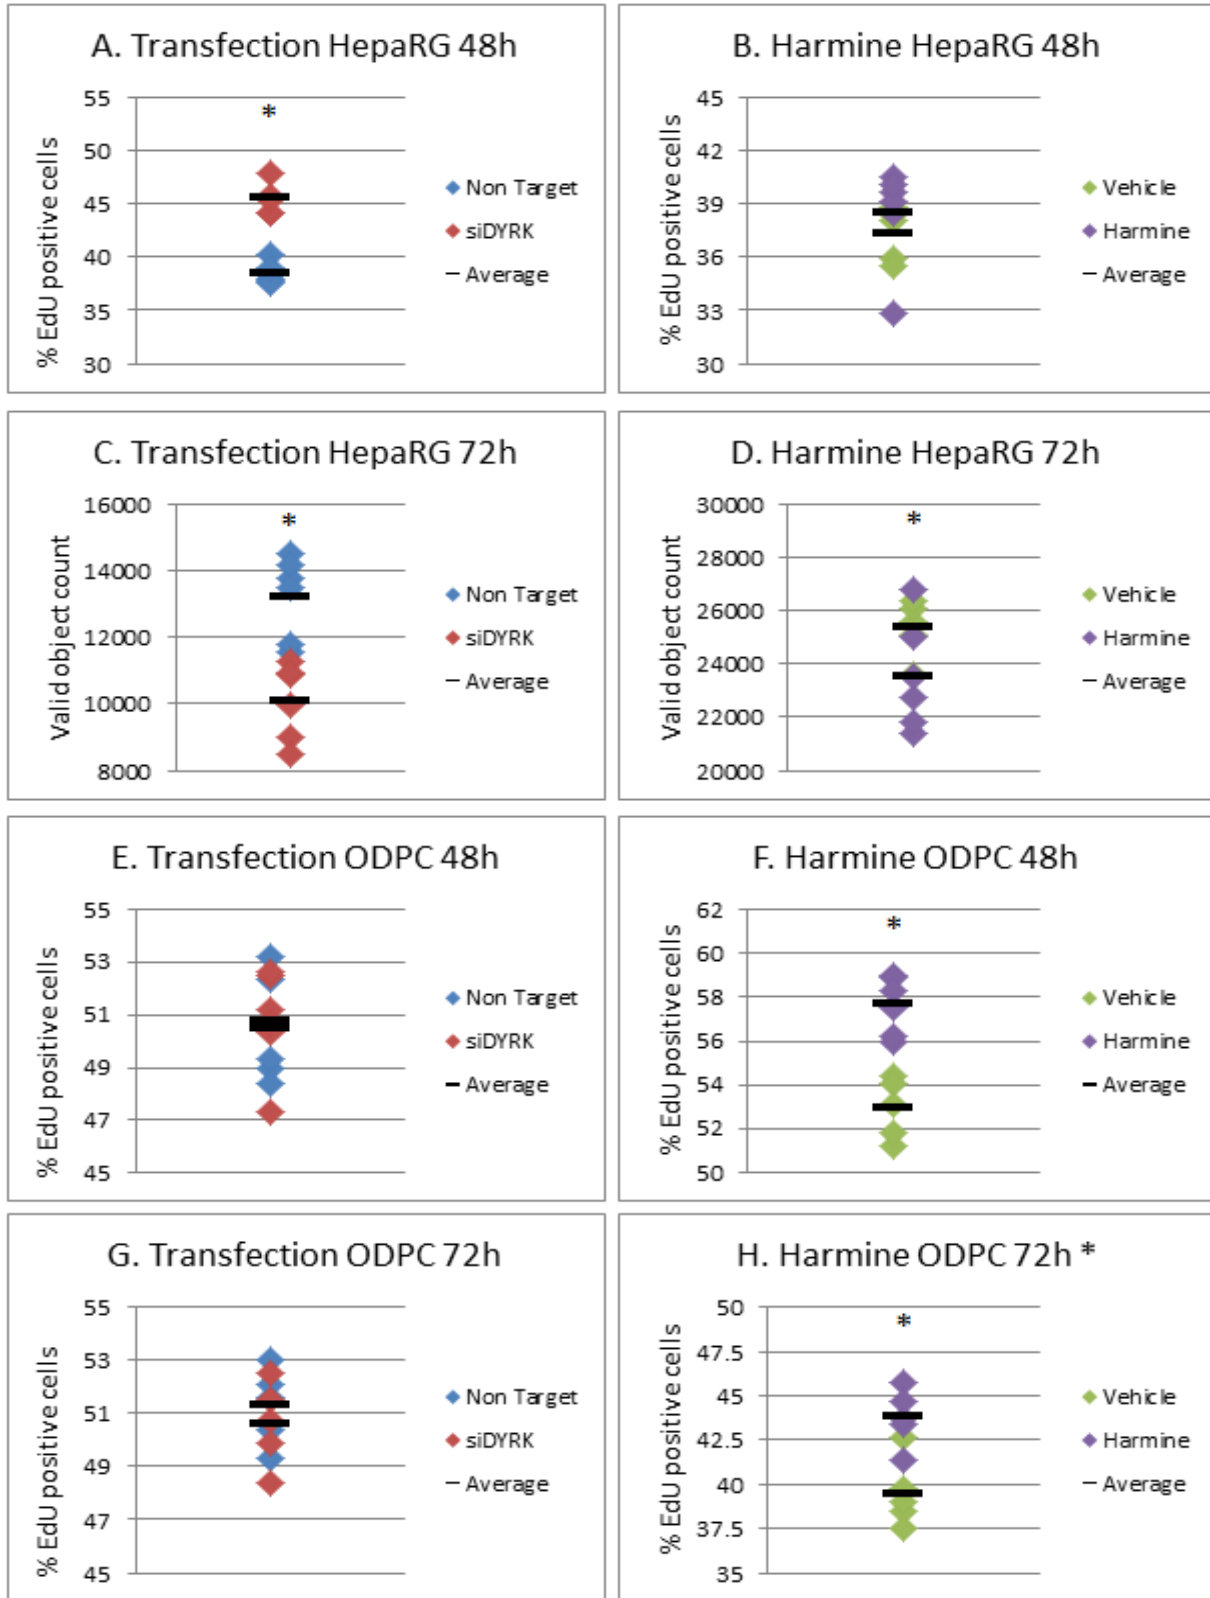 A. Transfection HepaRG 48h
% EdU positive cells
55
50
45
40
35
30
*
Non Target
siDYRK
Average
B. Harmine HepaRG 48h
% EdU positive cells
45
42
39
36
33
30
Vehicle
Harmine
Average
C. Transfection HepaRG 72h
Valid object count
16000
14000
12000
10000
8000
*
Non Target
siDYRK
Average
D. Harmine HepaRG 72h
Valid object count
30000
28000
26000
24000
22000
20000
*
Vehicle
Harmine
Average
E. Transfection ODPC 48h
% EdU positive cells
55
53
51
49
47
45
Non Target
siDYRK
Average
F. Harmine ODPC 48h
% EdU positive cells
62
60
58
56
54
52
50
*
Vehicle
Harmine
Average
G. Transfection ODPC 72h
% EdU positive cells
55
53
51
49
47
45
Non Target
siDYRK
Average
H. Harmine ODPC 72h *
% EdU positive cells
50
47.5
45
42.5
40
37.5
35
*
Vehicle
Harmine
Average